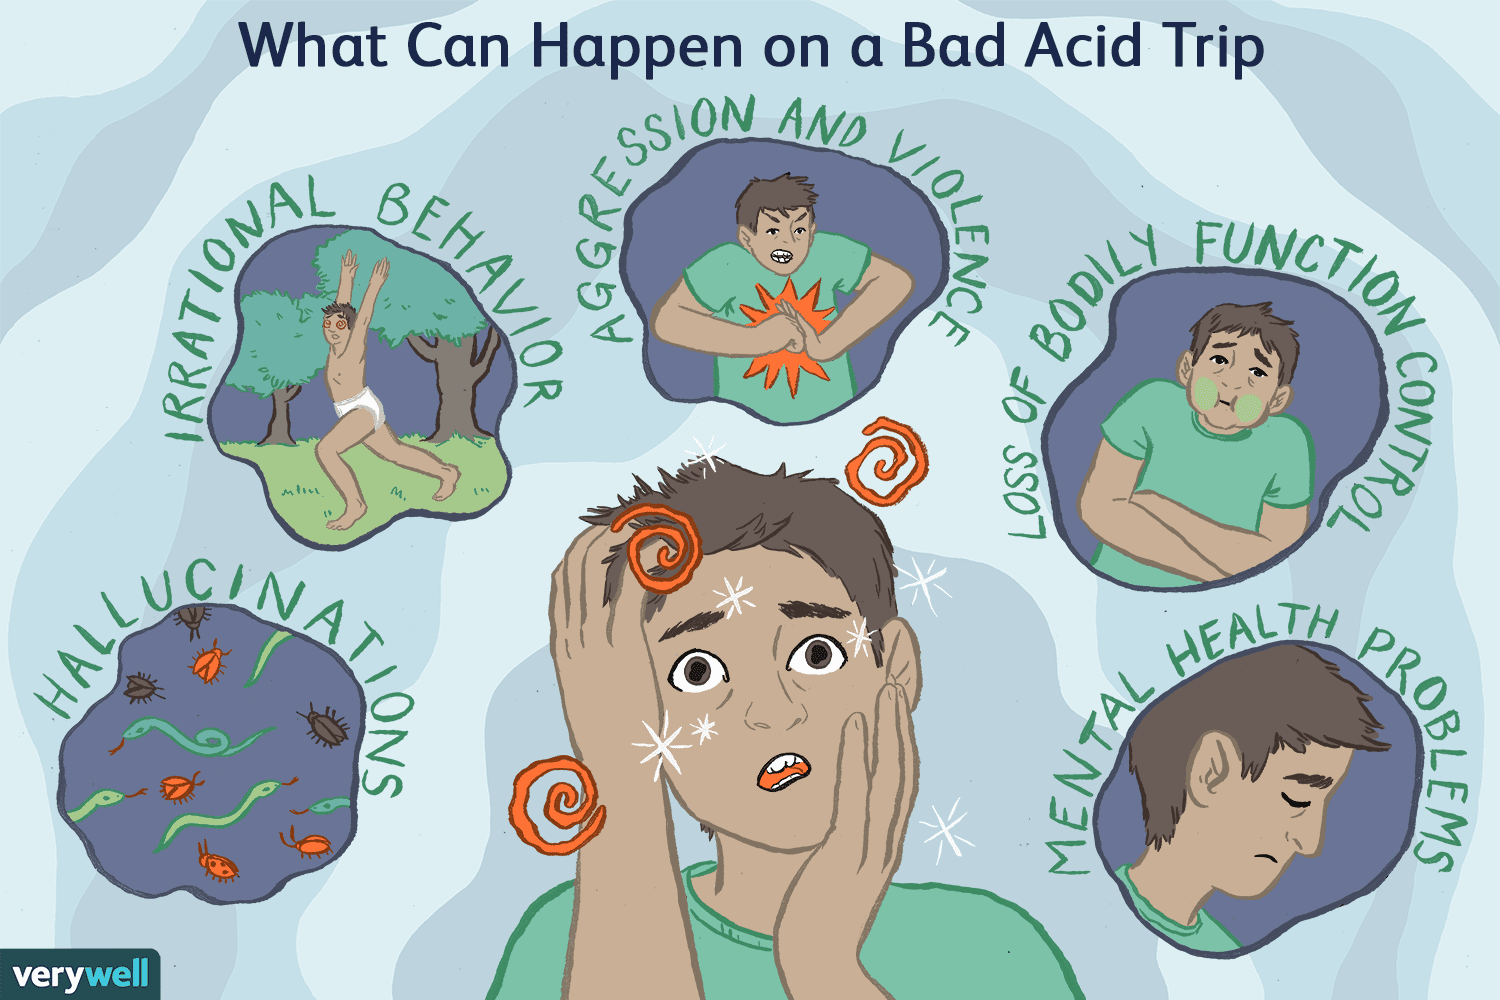 What Can Happen on a Bad Acid Trip
AGGRESSION AND VIOLENCE
IRRATIONAL BEHAVIOR
LOSS OF BODILY FUNCTION CONTROL
HALLUCINATIONS
MENTAL HEALTH PROBLEMS
verywell